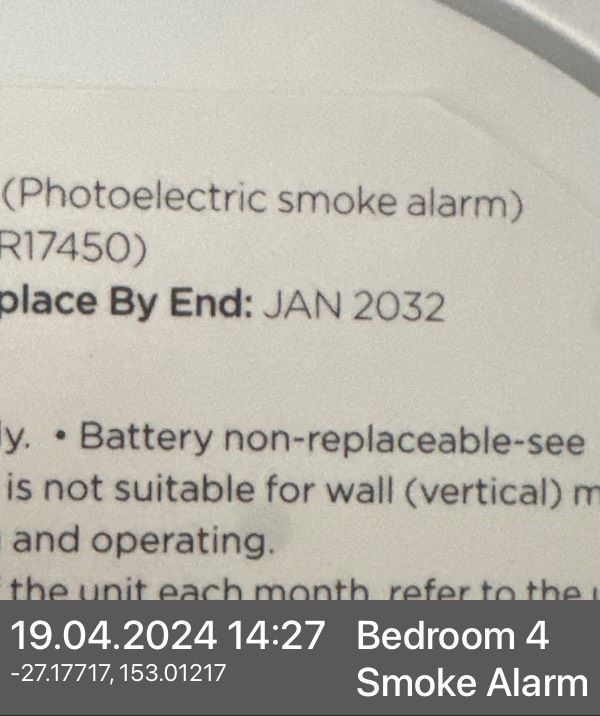 (Photoelectric smoke alarm)
R17450)
place By End: JAN 2032
ly. • Battery non-replaceable-see
is not suitable for wall (vertical) m
and operating.
the unit each month, refer to the
19.04.2024 14:27
-27.17717, 153.01217
Bedroom 4
Smoke Alarm